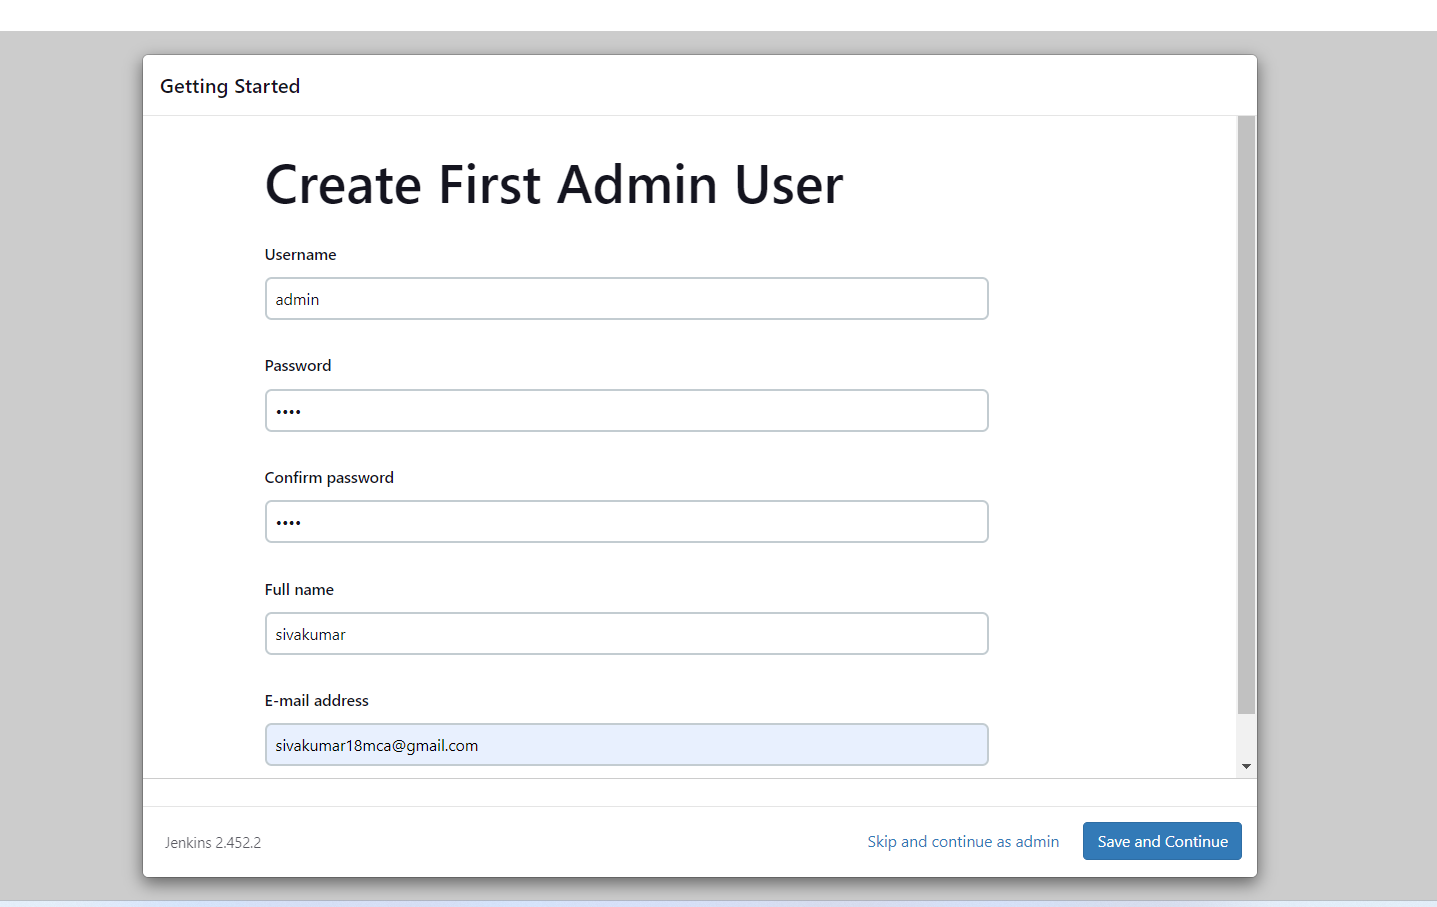 Getting Started
Create First Admin User
Username
admin
Password
••••
Confirm password
••••
Full name
sivakumar
E-mail address
sivakumar18mca@gmail.com
Jenkins 2.452.2
Skip and continue as admin
Save and Continue